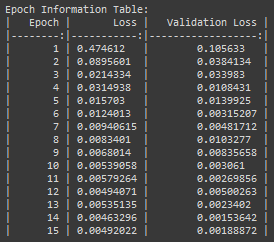 Epoch Information Table:
| Epoch | Loss | Validation Loss |
|--------:|------------:|------------------:|
| 1 | 0.474612 | 0.105633 |
| 2 | 0.0895601 | 0.0384134 |
| 3 | 0.0214334 | 0.033983 |
| 4 | 0.0314938 | 0.0108431 |
| 5 | 0.015703 | 0.0139925 |
| 6 | 0.0124013 | 0.00315207 |
| 7 | 0.00940615 | 0.00481712 |
| 8 | 0.0083401 | 0.0103277 |
| 9 | 0.0068014 | 0.00835658 |
| 10 | 0.00539058 | 0.003061 |
| 11 | 0.00579264 | 0.00269856 |
| 12 | 0.00494071 | 0.00500263 |
| 13 | 0.00535135 | 0.0023402 |
| 14 | 0.00463296 | 0.00153642 |
| 15 | 0.00492022 | 0.00188872 |